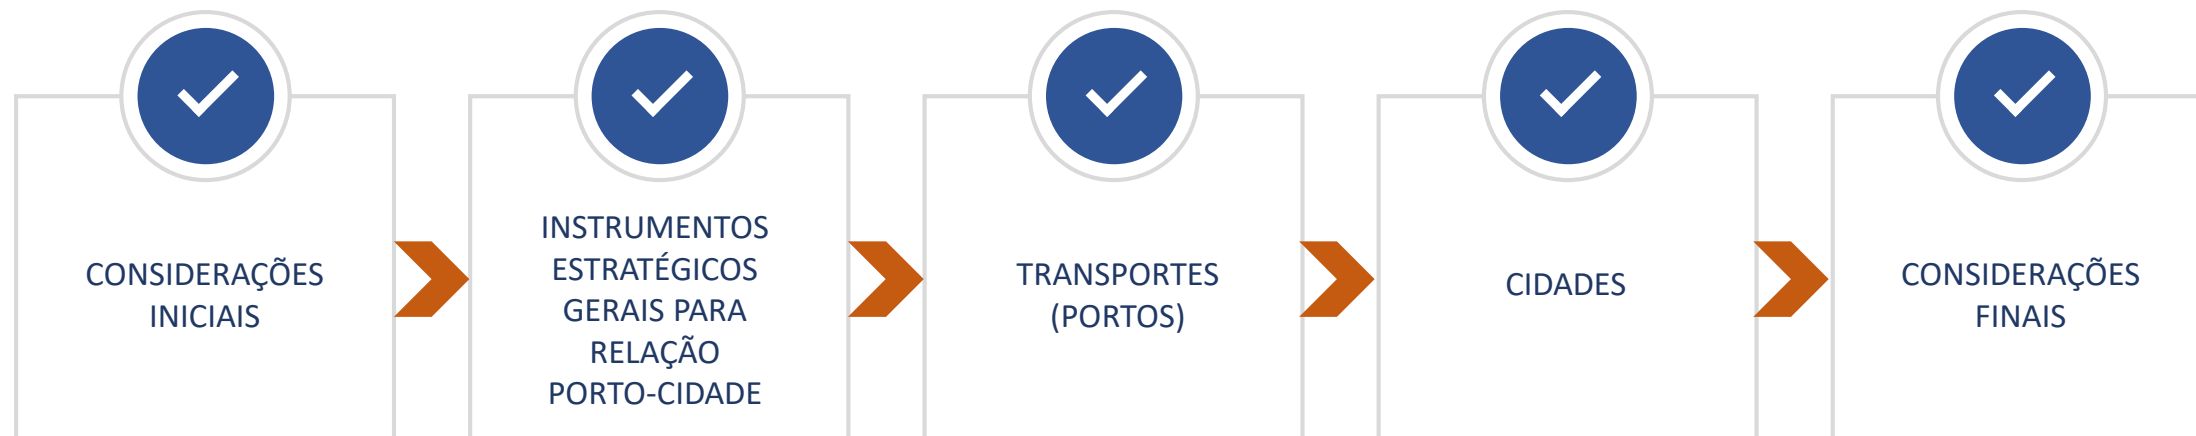 CONSIDERAÇÕES
INICIAIS
INSTRUMENTOS
ESTRATÉGICOS
GERAIS PARA
RELAÇÃO
PORTO-CIDADE
TRANSPORTES
(PORTOS)
CIDADES
CONSIDERAÇÕES
FINAIS